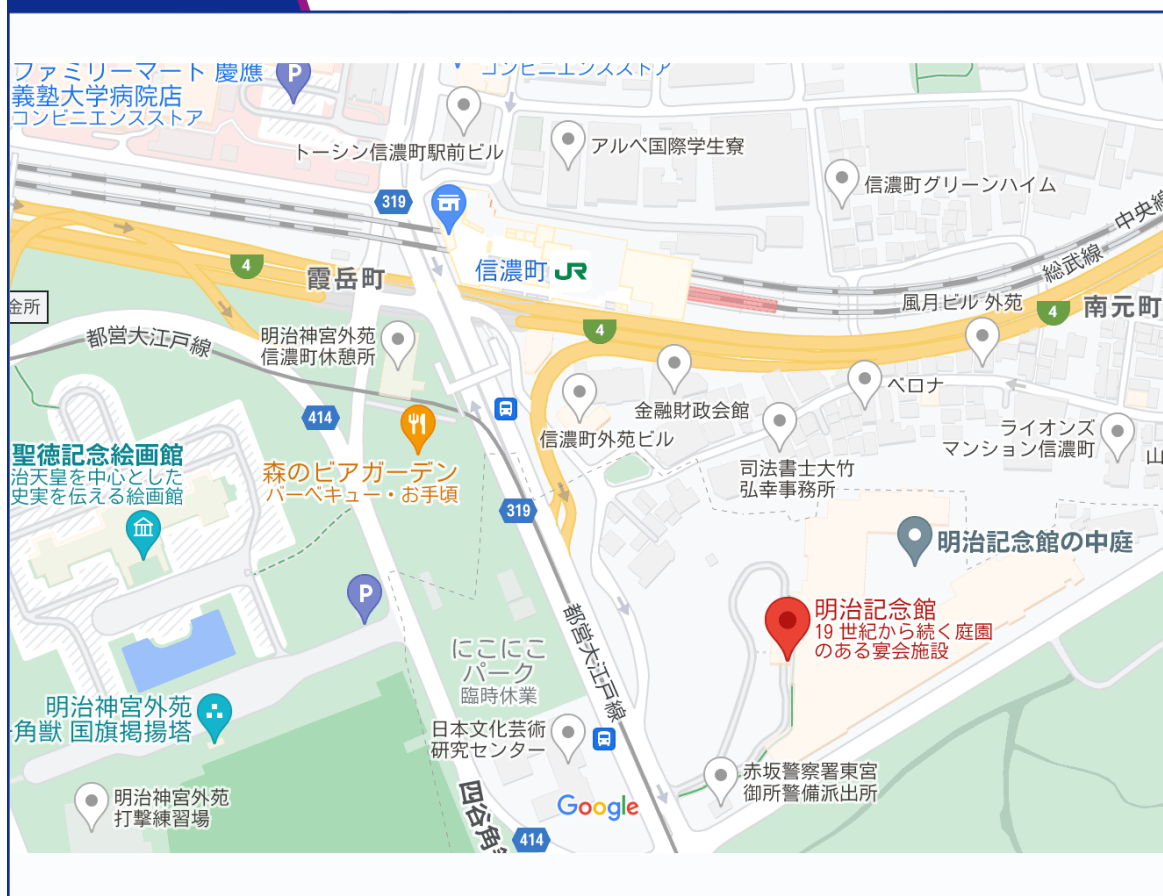 ファミリーマート 慶應
義塾大学病院店
コンビニエンスストア
P
コンビニエンスストア
トーシン信濃町駅前ビル
アルペ国際学生寮
信濃町グリーンハイム
319
中央線
総武線
信濃町 JR
4
霞岳町
風月ビル 外苑
4
南元町
金所
4
都営大江戸線
明治神宮外苑
信濃町休憩所
ベロナ
金融財政会館
414
信濃町外苑ビル
ライオンズ
マンション信濃町
山
聖徳記念絵画館
治天皇を中心とした
史実を伝える絵画館
森のビアガーデン
バーベキュー・お手頃
司法書士大竹
弘幸事務所
319
明治記念館の中庭
P
明治記念館
19 世紀から続く庭園
のある宴会施設
都営大江戸線
にこにこ
パーク
臨時休業
明治神宮外苑
角獣 国旗掲揚塔
日本文化芸術
研究センター
赤坂警察署東宮
御所警備派出所
明治神宮外苑
打撃練習場
Google
四谷角
414